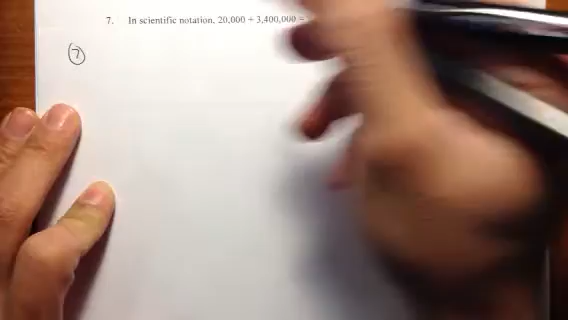 7. In scientific notation, 20,000 + 3,400,000 =
7